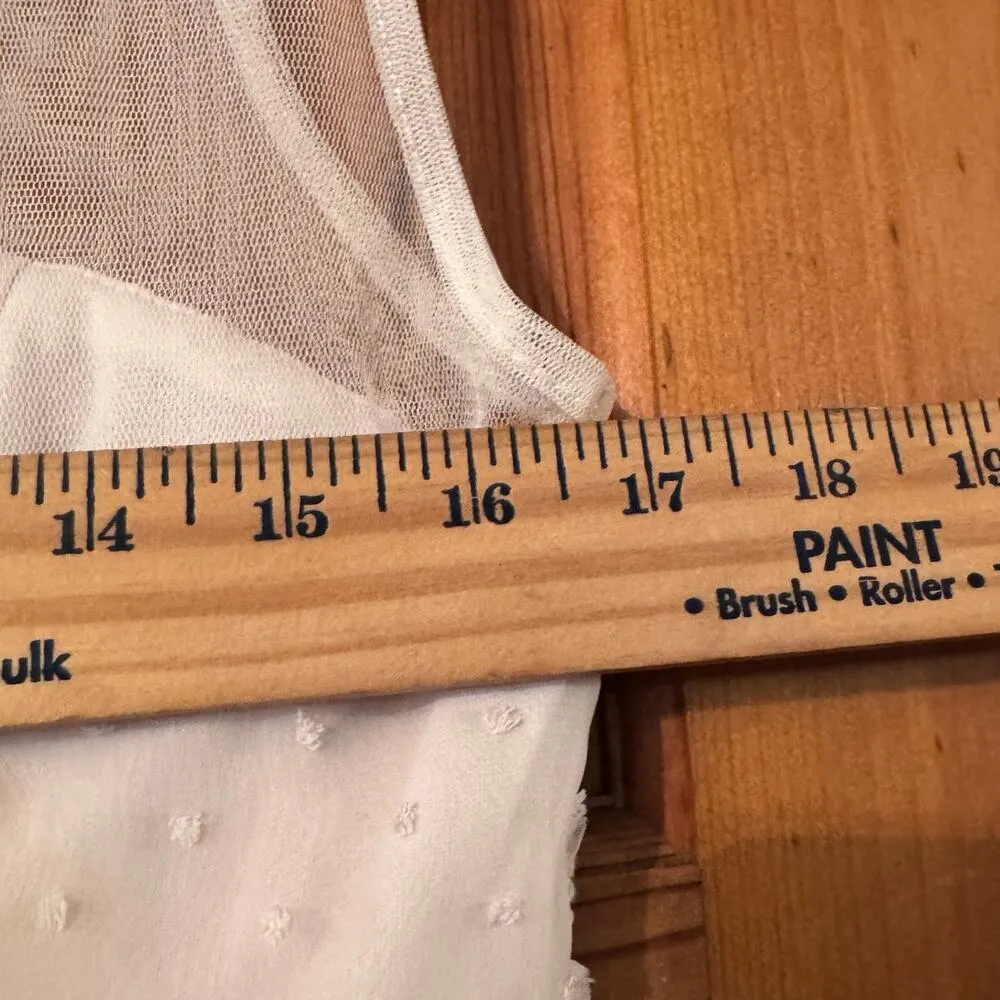 14 15 16 17 18 19
PAINT
• Brush • Roller •
ulk